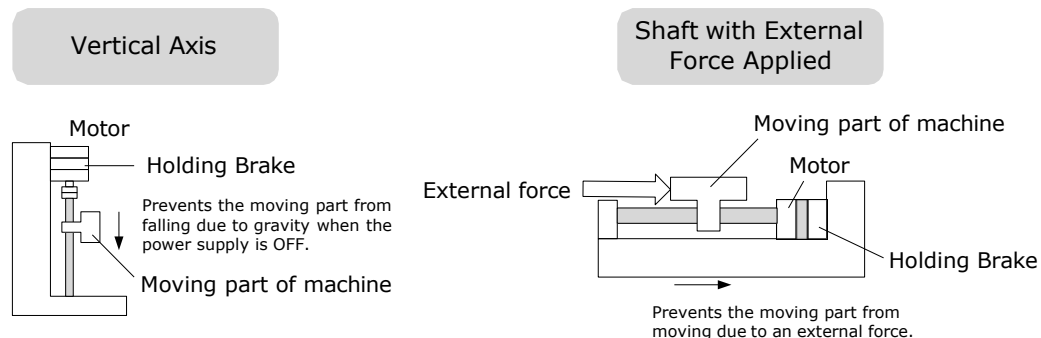 Vertical Axis
Motor
Holding Brake
Prevents the moving part from
falling due to gravity when the
power supply is OFF.
Moving part of machine
Shaft with External
Force Applied
Moving part of machine
Motor
External force
Holding Brake
Prevents the moving part from
moving due to an external force.